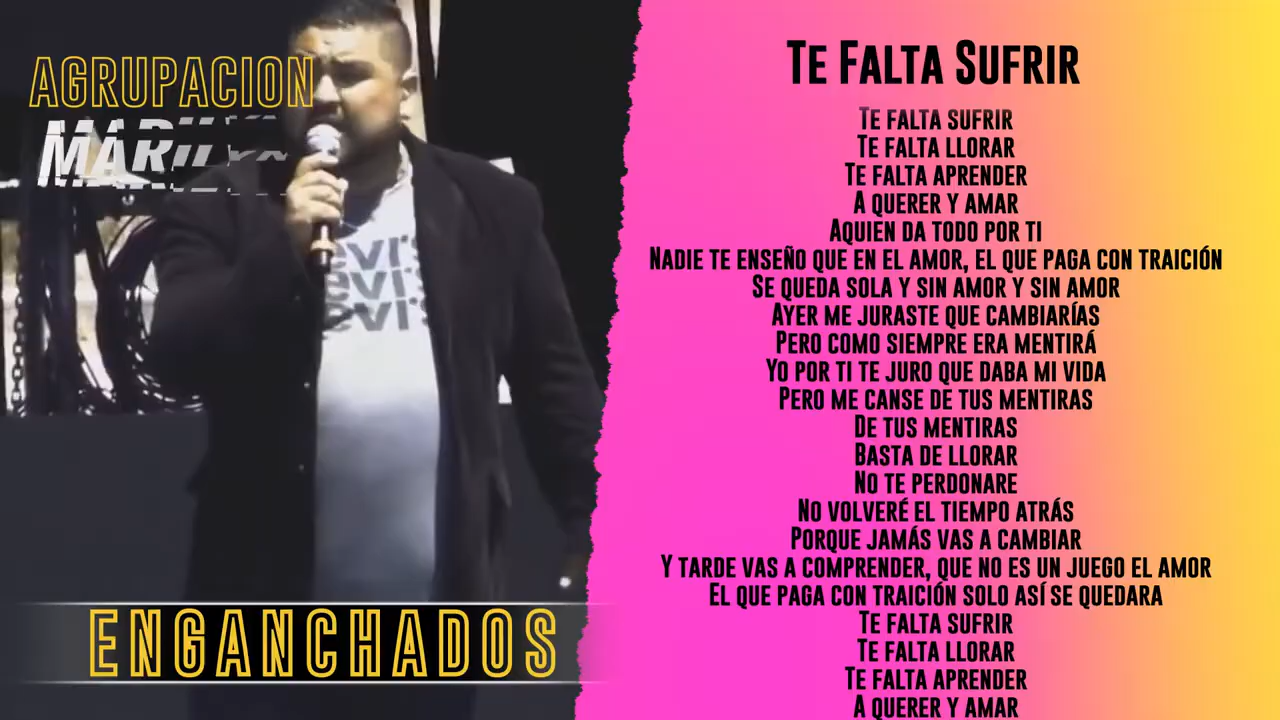 AGRUPACION
MARILYN
evi's
evi's
evi's
ENGANCHADOS
TE FALTA SUFRIR
TE FALTA SUFRIR
TE FALTA LLORAR
TE FALTA APRENDER
A QUERER Y AMAR
AQUIEN DA TODO POR TI
NADIE TE ENSEÑO QUE EN EL AMOR, EL QUE PAGA CON TRAICIÓN
SE QUEDA SOLA Y SIN AMOR Y SIN AMOR
AYER ME JURASTE QUE CAMBIARÍAS
PERO COMO SIEMPRE ERA MENTIRÁ
YO POR TI TE JURO QUE DABA MI VIDA
PERO ME CANSE DE TUS MENTIRAS
DE TUS MENTIRAS
BASTA DE LLORAR
NO TE PERDONARE
NO VOLVERÉ EL TIEMPO ATRÁS
PORQUE JAMÁS VAS A CAMBIAR
Y TARDE VAS A COMPRENDER, QUE NO ES UN JUEGO EL AMOR
EL QUE PAGA CON TRAICIÓN SOLO ASÍ SE QUEDARA
TE FALTA SUFRIR
TE FALTA LLORAR
TE FALTA APRENDER
A QUERER Y AMAR